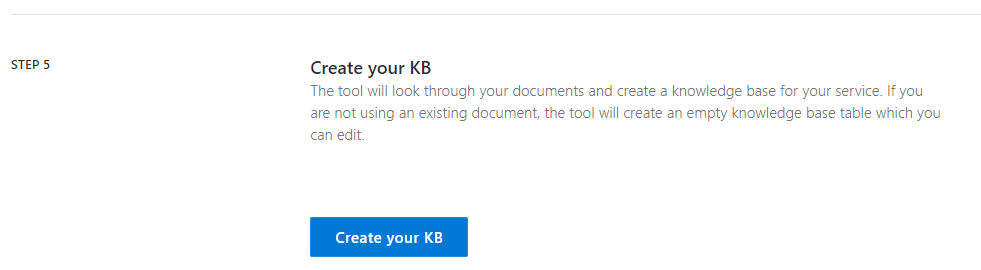 STEP 5
Create your KB
The tool will look through your documents and create a knowledge base for your service. If you
are not using an existing document, the tool will create an empty knowledge base table which you
can edit.
Create your KB